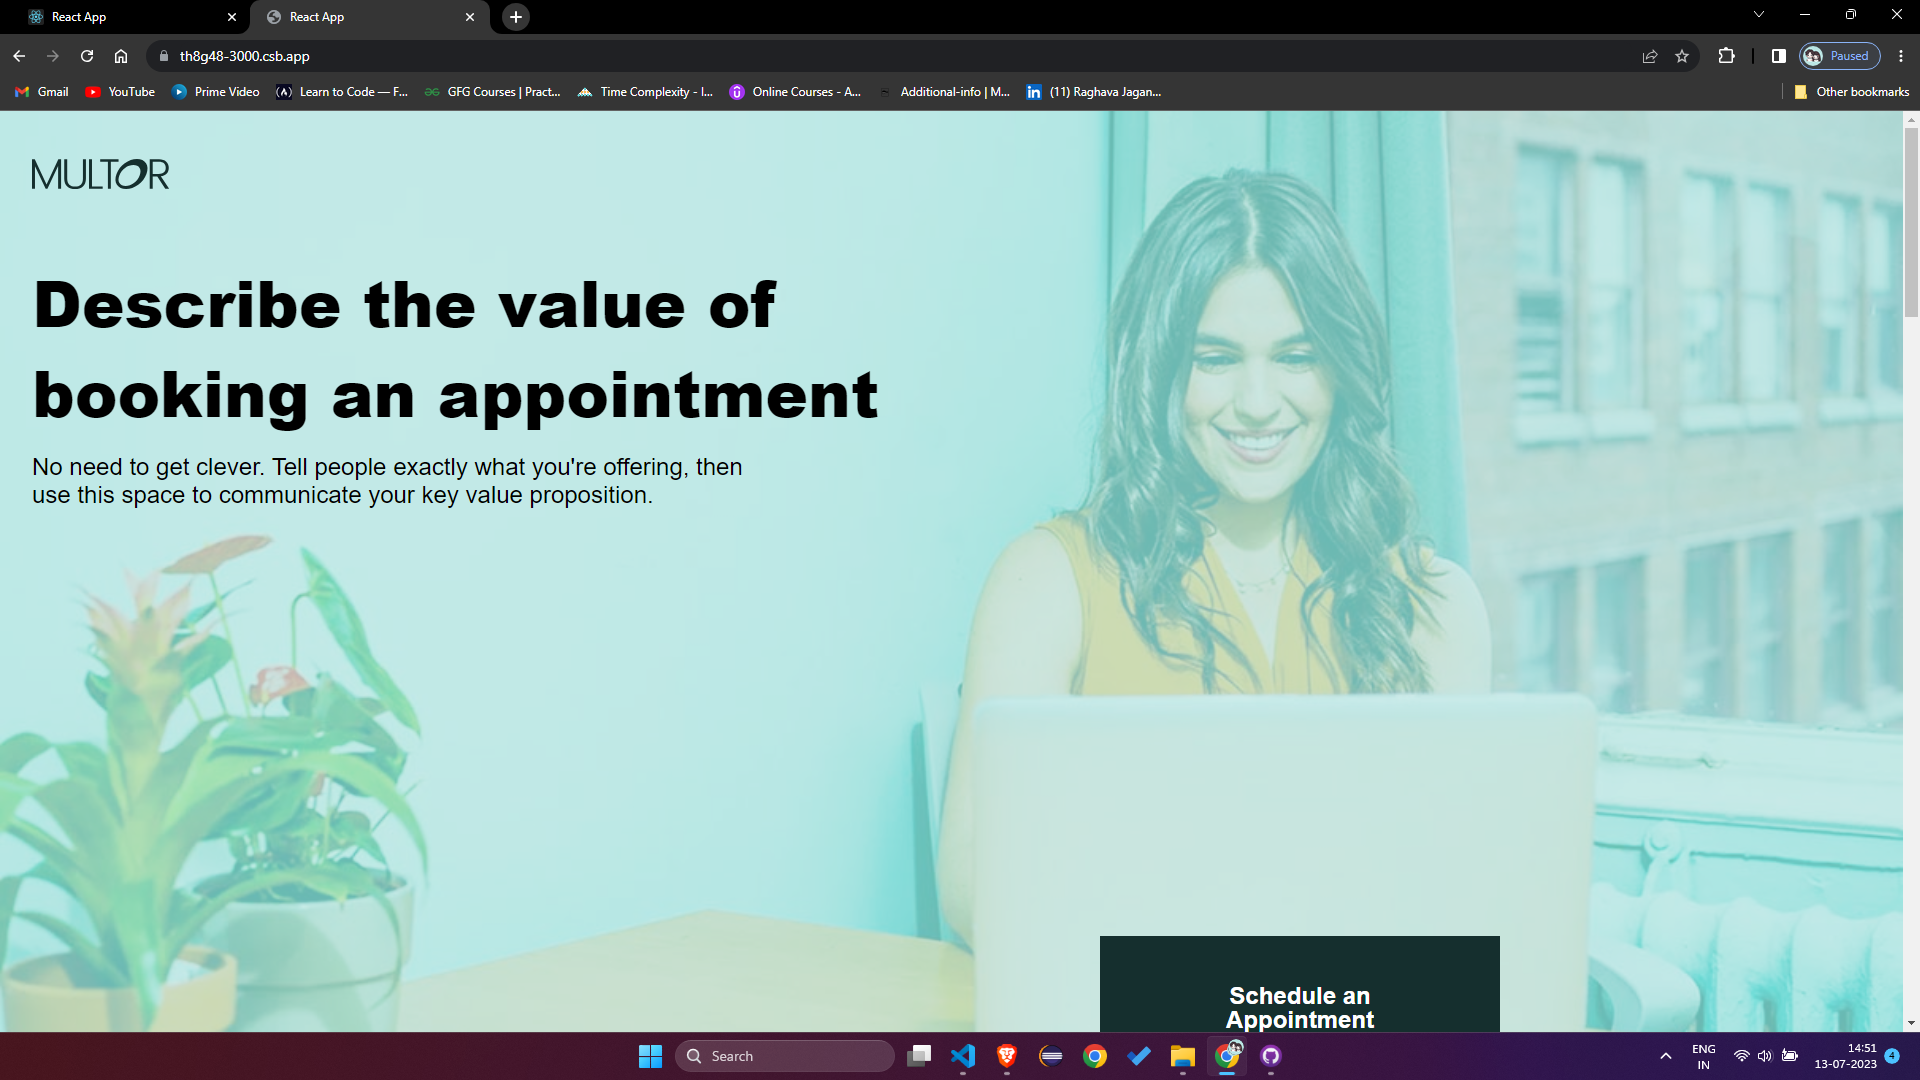 React App
React App
th8g48-3000.csb.app
Paused
Gmail
YouTube
Prime Video
Learn to Code — F...
GFG Courses | Pract...
Time Complexity - I...
Online Courses - A...
Additional-info | M...
(11) Raghava Jagan...
Other bookmarks
MULTOR
Describe the value of
booking an appointment
No need to get clever. Tell people exactly what you're offering, then
use this space to communicate your key value proposition.
Schedule an
Appointment
Search
ENG
IN
14:51
13-07-2023
4